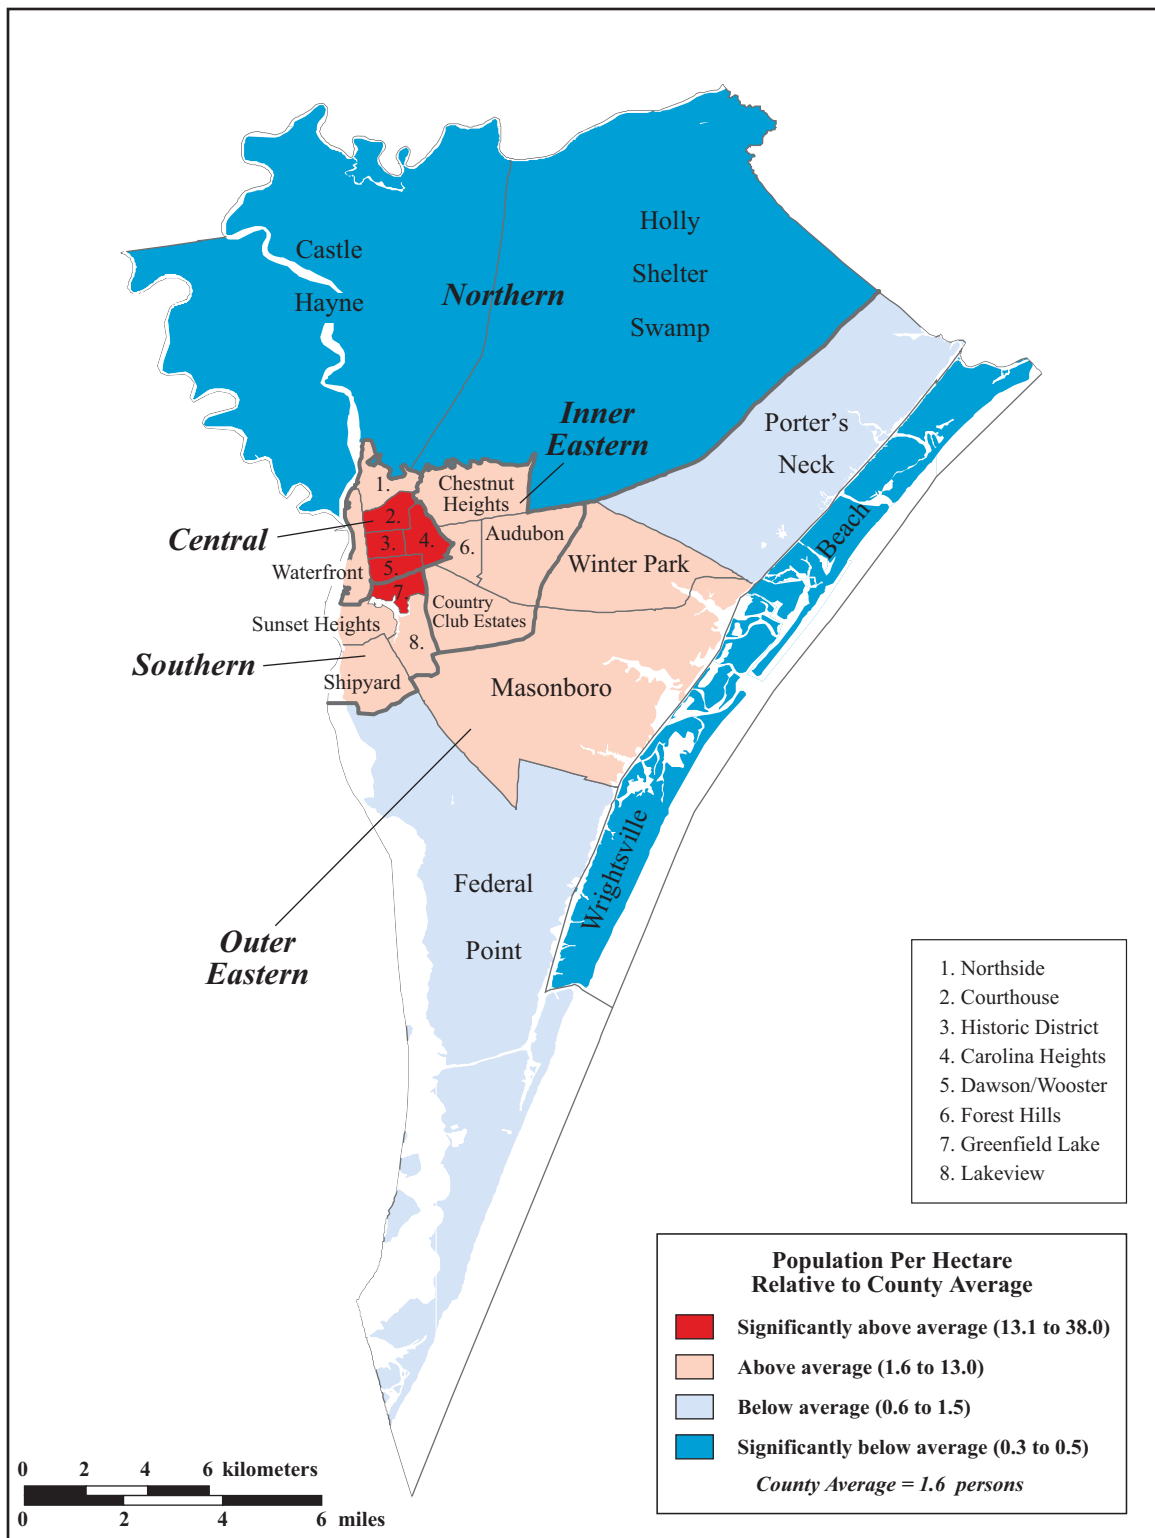 Holly
Shelter
Swamp
Castle
Hayne
Northern
Inner
Eastern
Porter's
Neck
Chestnut
Heights
1.
2.
3.
4.
5.
6.
7.
8.
Audubon
Central
Waterfront
Winter Park
Beach
Country
Club Estates
Sunset Heights
Southern
Shipyard
Masonboro
Wrightsville
Federal
Point
Outer
Eastern
1. Northside
2. Courthouse
3. Historic District
4. Carolina Heights
5. Dawson/Wooster
6. Forest Hills
7. Greenfield Lake
8. Lakeview
Population Per Hectare
Relative to County Average
Significantly above average (13.1 to 38.0)
Above average (1.6 to 13.0)
Below average (0.6 to 1.5)
Significantly below average (0.3 to 0.5)
County Average = 1.6 persons
0 2 4 6 kilometers
0 2 4 6 miles